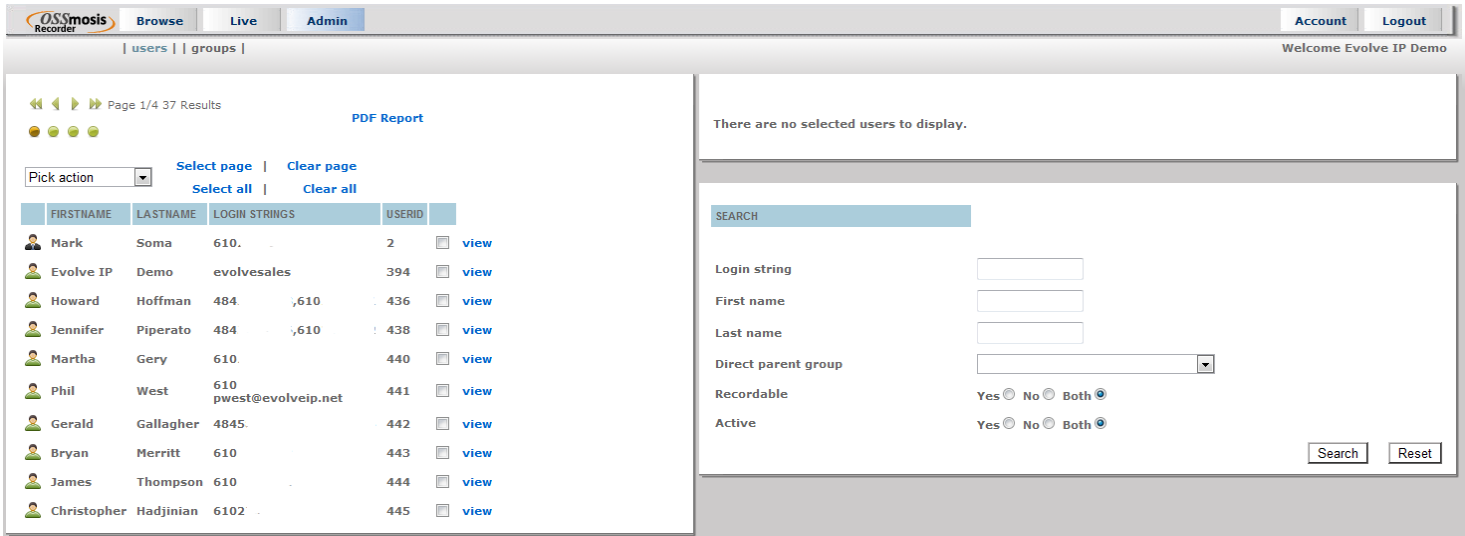 OSSmosis Recorder Browse Live Admin Account Logout
| users | | groups | Welcome Evolve IP Demo
Page 1/4 37 Results
PDF Report
Pick action
Select page | Clear page
Select all | Clear all
FIRSTNAME LASTNAME LOGIN STRINGS USERID
Mark Soma 610. 2 view
Evolve IP Demo evolvesales 394 view
Howard Hoffman 484 ,610 436 view
Jennifer Piperato 484 ,610 438 view
Martha Gery 610 440 view
Phil West 610 pwest@evolveip.net 441 view
Gerald Gallagher 4845 442 view
Bryan Merritt 610 443 view
James Thompson 610 444 view
Christopher Hadjinian 6102 445 view
There are no selected users to display.
SEARCH
Login string
First name
Last name
Direct parent group
Recordable Yes No Both
Active Yes No Both
Search Reset